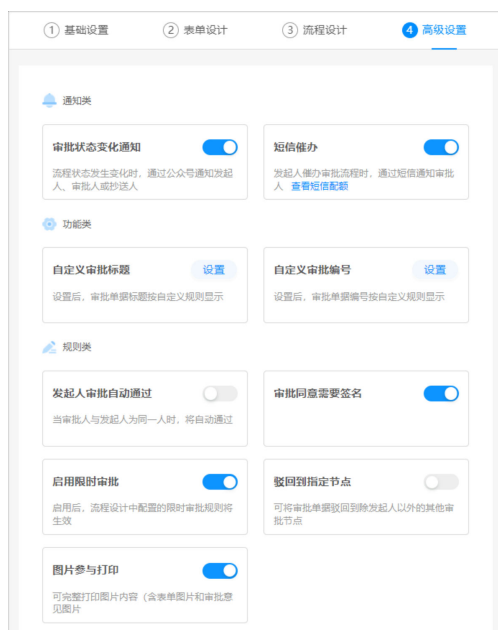 1 基础设置 2 表单设计 3 流程设计 4 高级设置
通知类
审批状态变化通知
流程状态发生变化时，通过公众号通知发起
人、审批人或抄送人
短信催办
发起人催办审批流程时，通过短信通知审批
人 查看短信配额
功能类
自定义审批标题 设置
设置后，审批单据标题按自定义规则显示
自定义审批编号 设置
设置后，审批单据编号按自定义规则显示
规则类
发起人审批自动通过
当审批人与发起人为同一人时，将自动通过
审批同意需要签名
启用限时审批
启用后，流程设计中配置的限时审批规则将
生效
驳回到指定节点
可将审批单据驳回到除发起人以外的其他审
批节点
图片参与打印
可完整打印图片内容（含表单图片和审批意
见图片